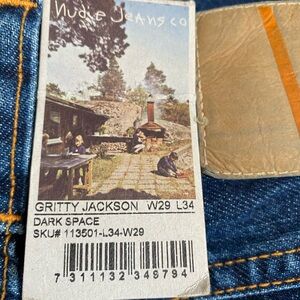 Nudie Jeans co
GRITTY JACKSON W29 L34
DARK SPACE
SKU# 113501-L34-W29
7 311132 349794